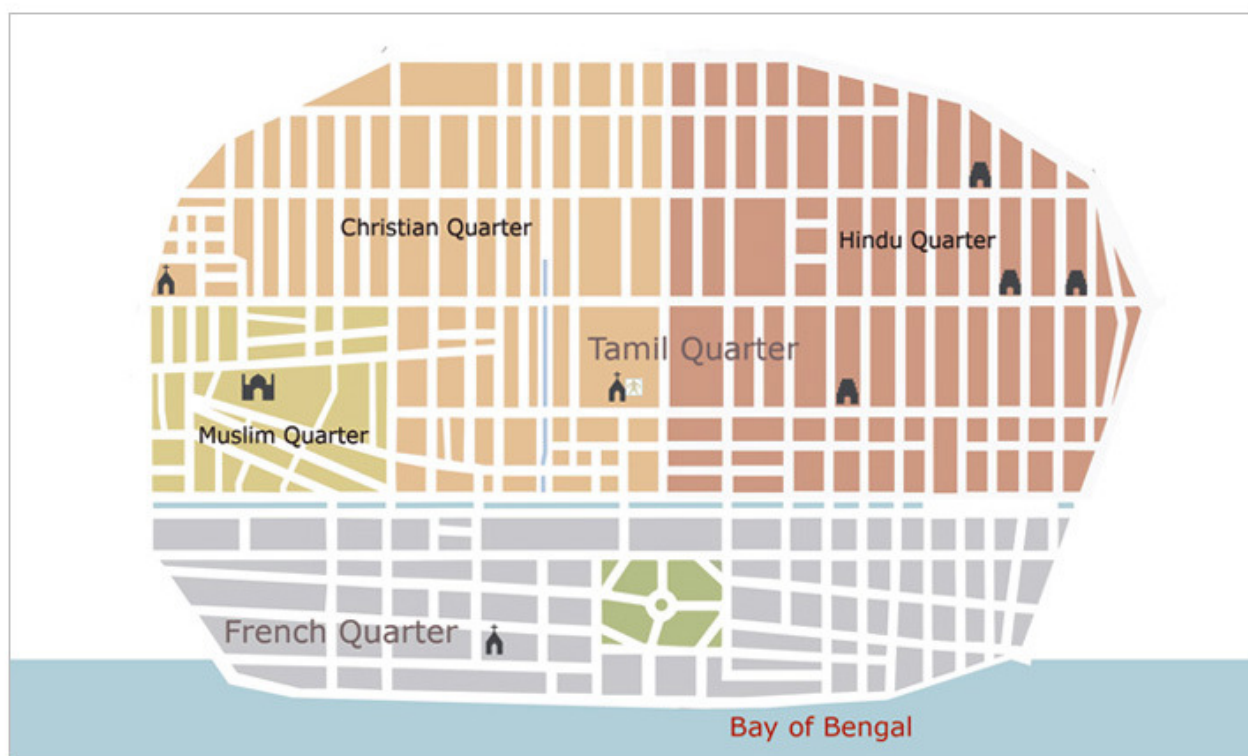 Christian Quarter
Hindu Quarter
Tamil Quarter
Muslim Quarter
French Quarter
Bay of Bengal